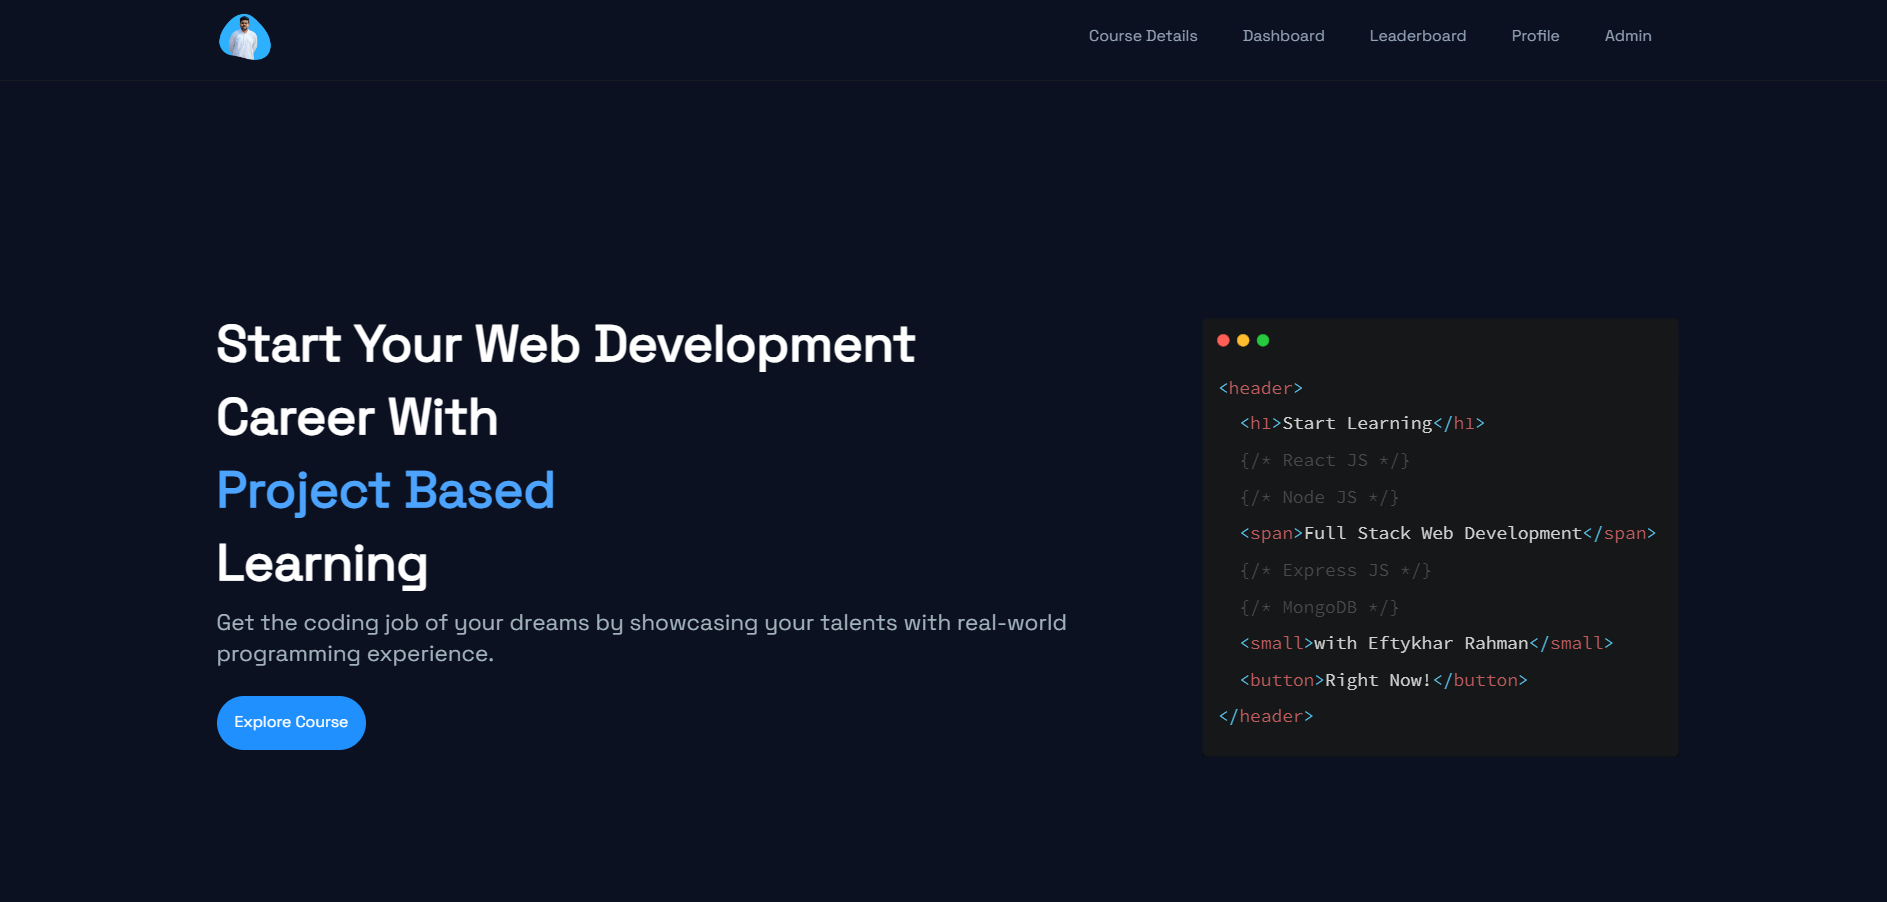 Course Details Dashboard Leaderboard Profile Admin
Start Your Web Development
Career With
Project Based
Learning
Get the coding job of your dreams by showcasing your talents with real-world
programming experience.
Explore Course
<header>
<h1>Start Learning</h1>
{/* React JS */}
{/* Node JS */}
<span>Full Stack Web Development</span>
{/* Express JS */}
{/* MongoDB */}
<small>with Eftykhar Rahman</small>
<button>Right Now!</button>
</header>